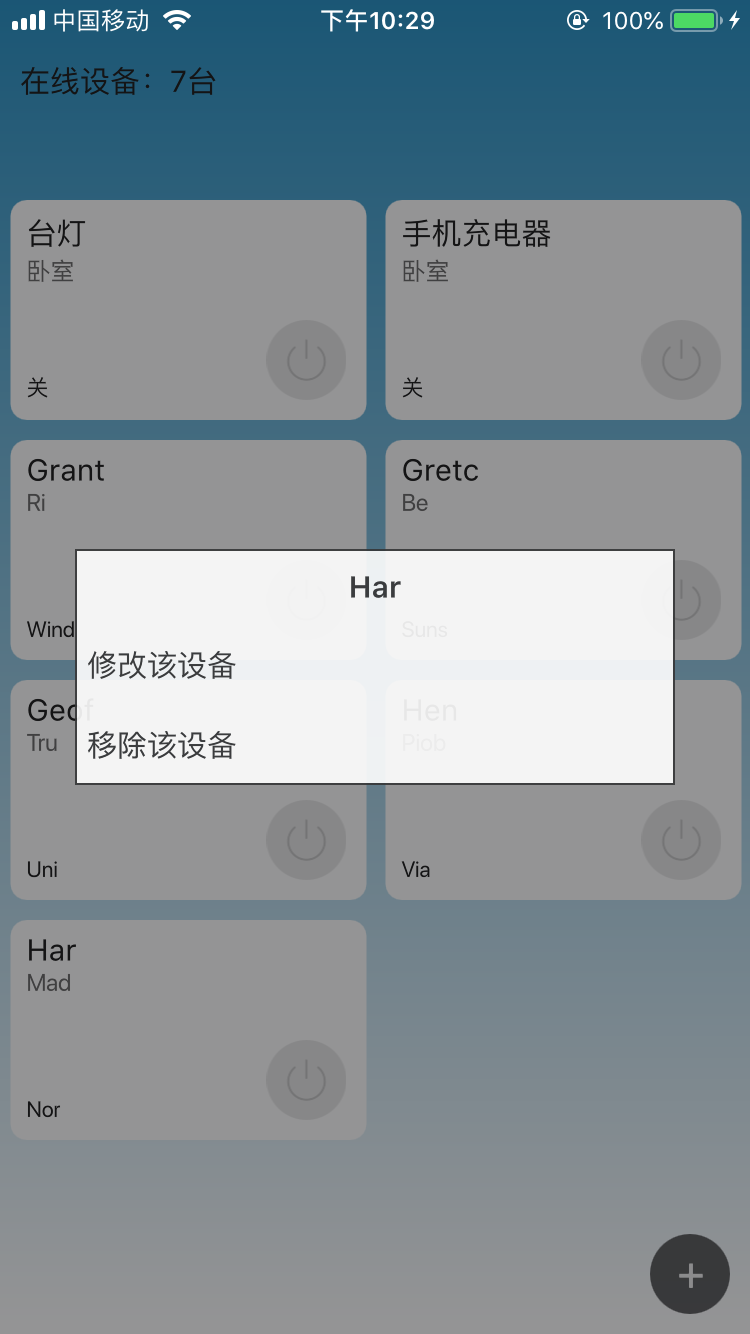 中国移动 下午10:29 100%
在线设备：7台
台灯
卧室
关
手机充电器
卧室
关
Grant
Ri
Wind
Gretc
Be
Suns
Har
修改该设备
移除该设备
Geof
Tru
Uni
Hen
Piob
Via
Har
Mad
Nor
+